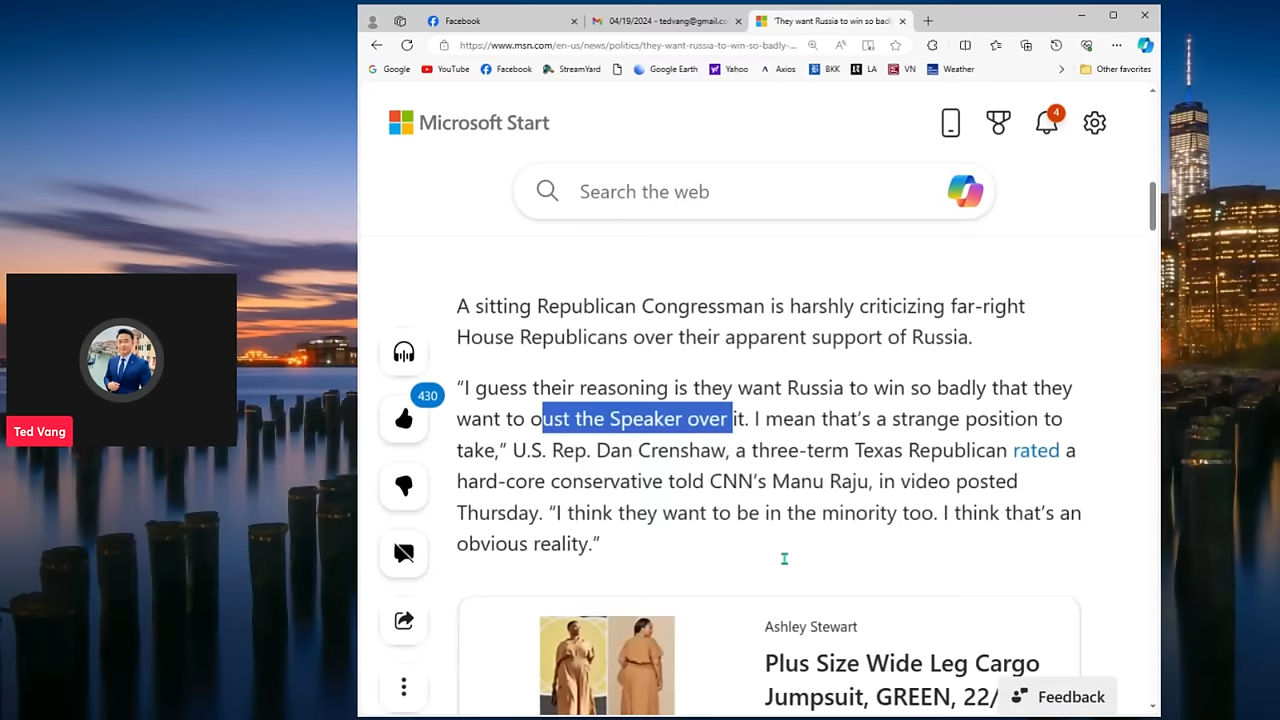 Facebook
04/19/2024 - tedvang@gmail.co
'They want Russia to win so badl
https://www.msn.com/en-us/news/politics/they-want-russia-to-win-so-badly-...
Google YouTube Facebook StreamYard Google Earth Yahoo Axios BKK LA VN Weather Other favorites
Microsoft Start
4
Search the web
A sitting Republican Congressman is harshly criticizing far-right
House Republicans over their apparent support of Russia.
“I guess their reasoning is they want Russia to win so badly that they
want to oust the Speaker over it. I mean that’s a strange position to
take,” U.S. Rep. Dan Crenshaw, a three-term Texas Republican rated a
hard-core conservative told CNN’s Manu Raju, in video posted
Thursday. “I think they want to be in the minority too. I think that’s an
obvious reality.”
430
Ted Vang
Ashley Stewart
Plus Size Wide Leg Cargo
Jumpsuit, GREEN, 22/
Feedback